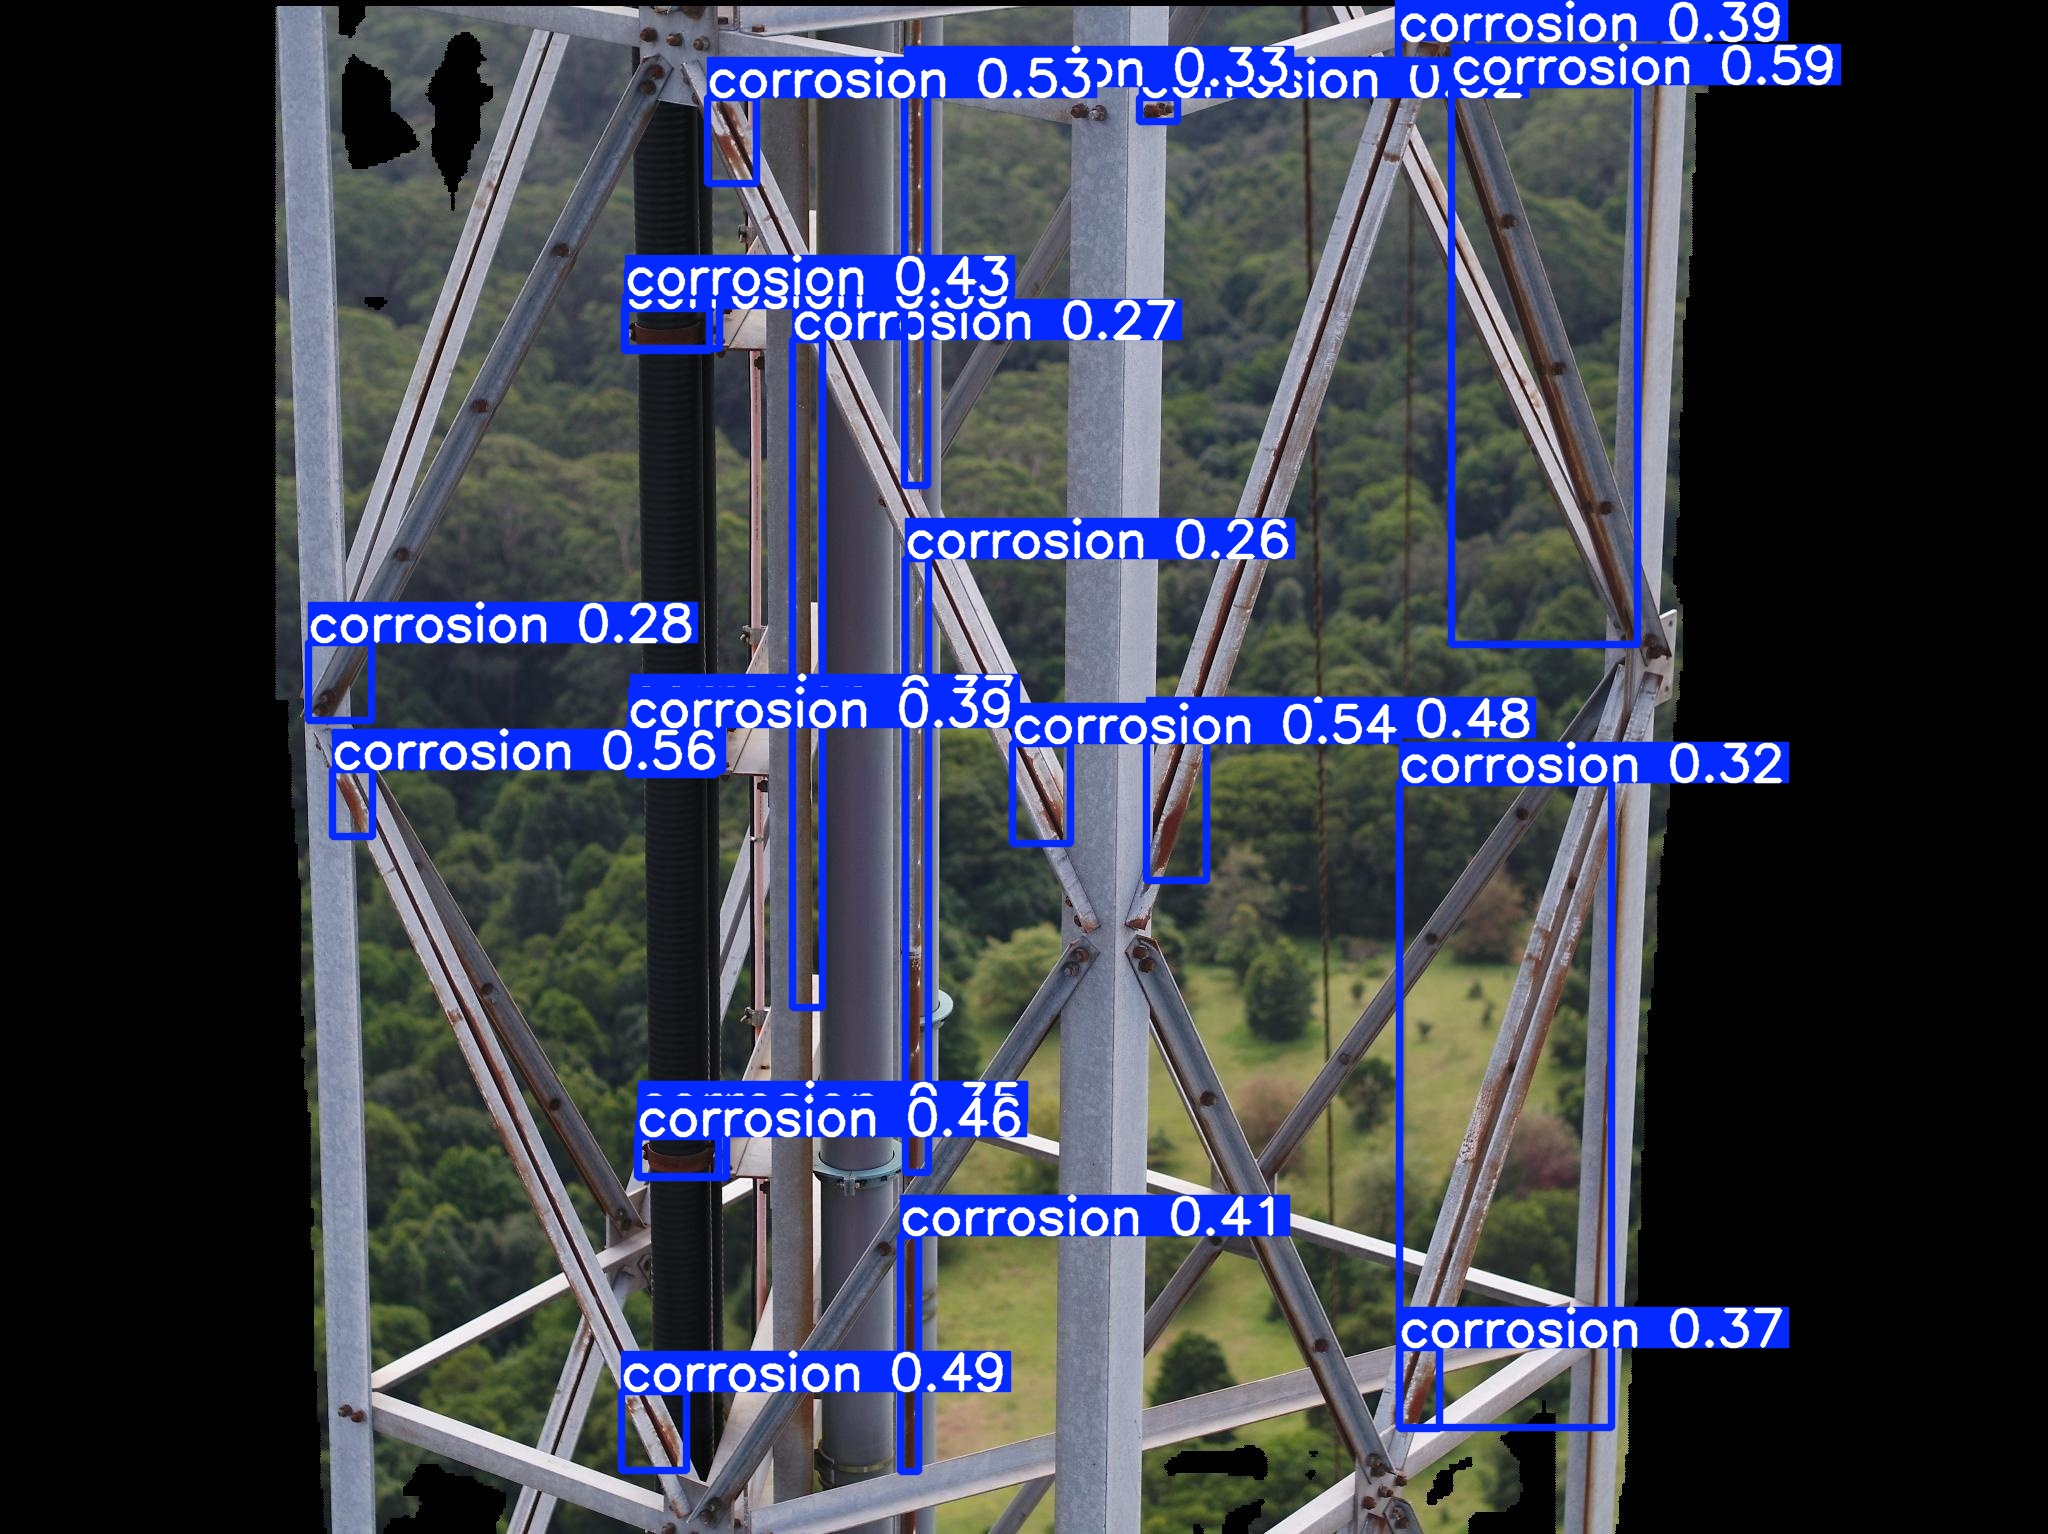 corrosion 0.39
corrosion 0.59
corrosion 0.53
0.33
corrosion 0.43
corrosion 0.27
corrosion 0.26
corrosion 0.28
corrosion 0.39
corrosion 0.54
0.48
corrosion 0.56
corrosion 0.32
corrosion 0.46
corrosion 0.41
corrosion 0.37
corrosion 0.49